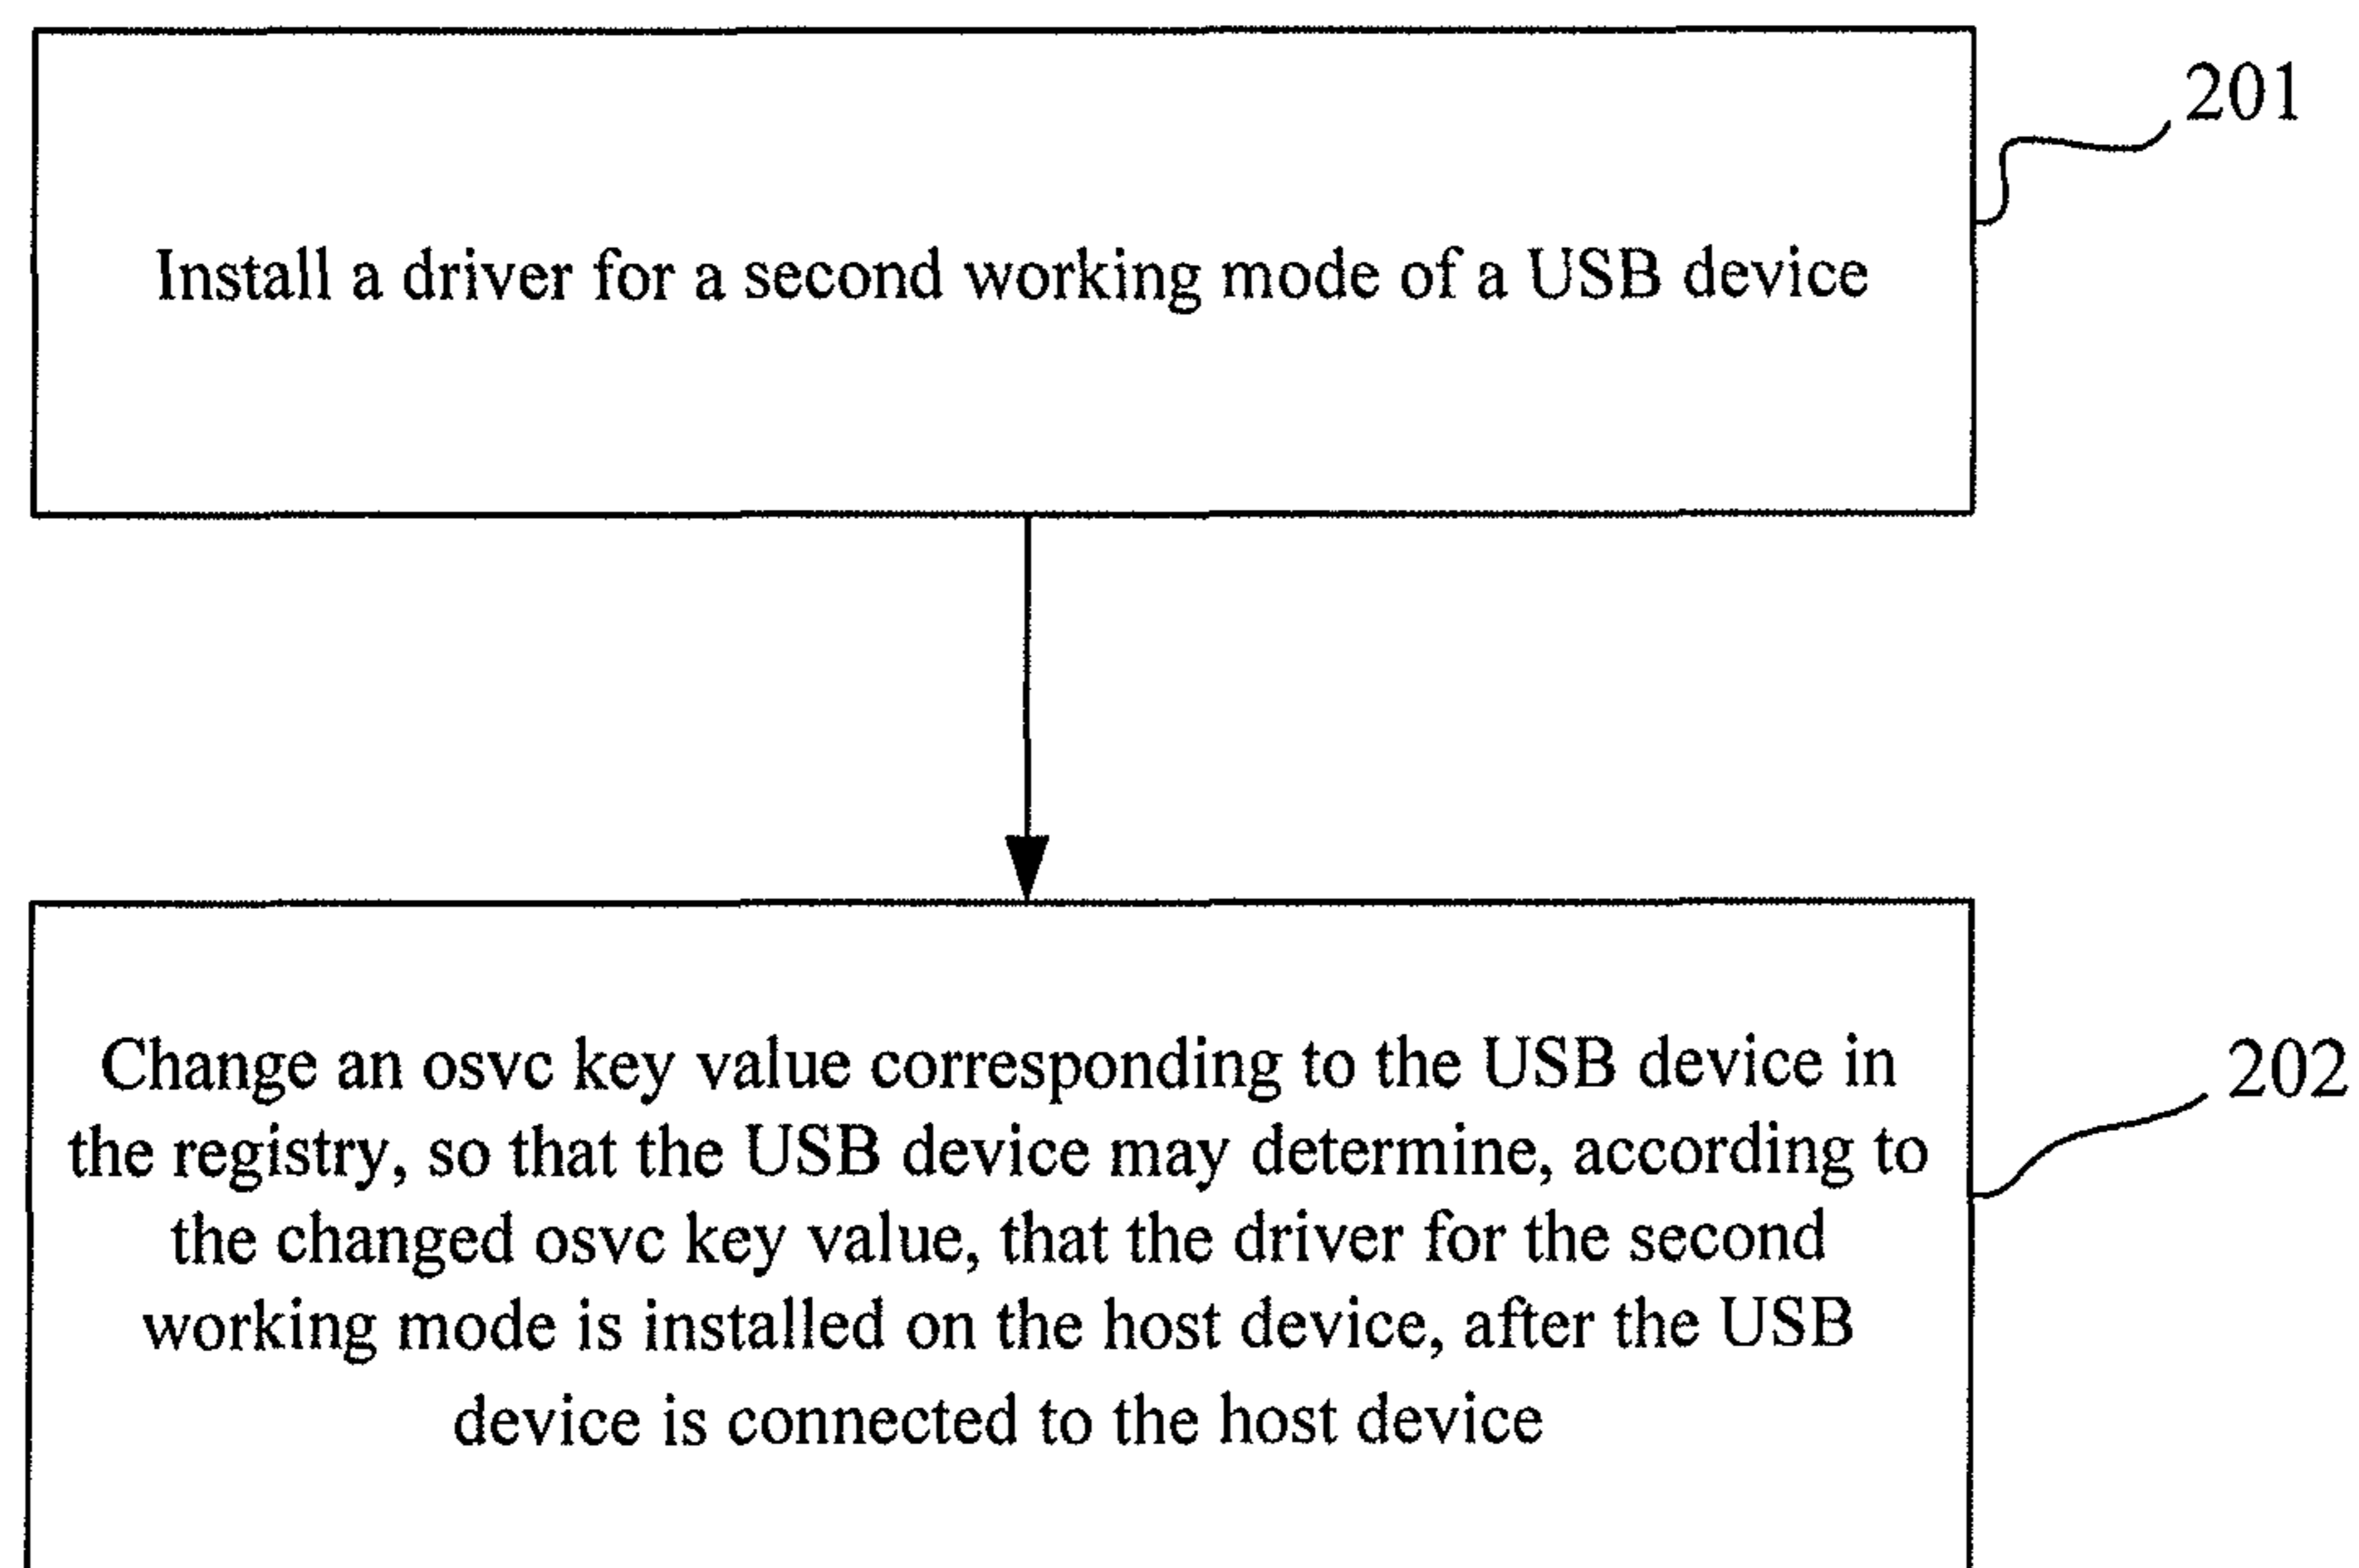 201
Install a driver for a second working mode of a USB device
Change an osvc key value corresponding to the USB device in
the registry, so that the USB device may determine, according to
the changed osvc key value, that the driver for the second
working mode is installed on the host device, after the USB
device is connected to the host device
202